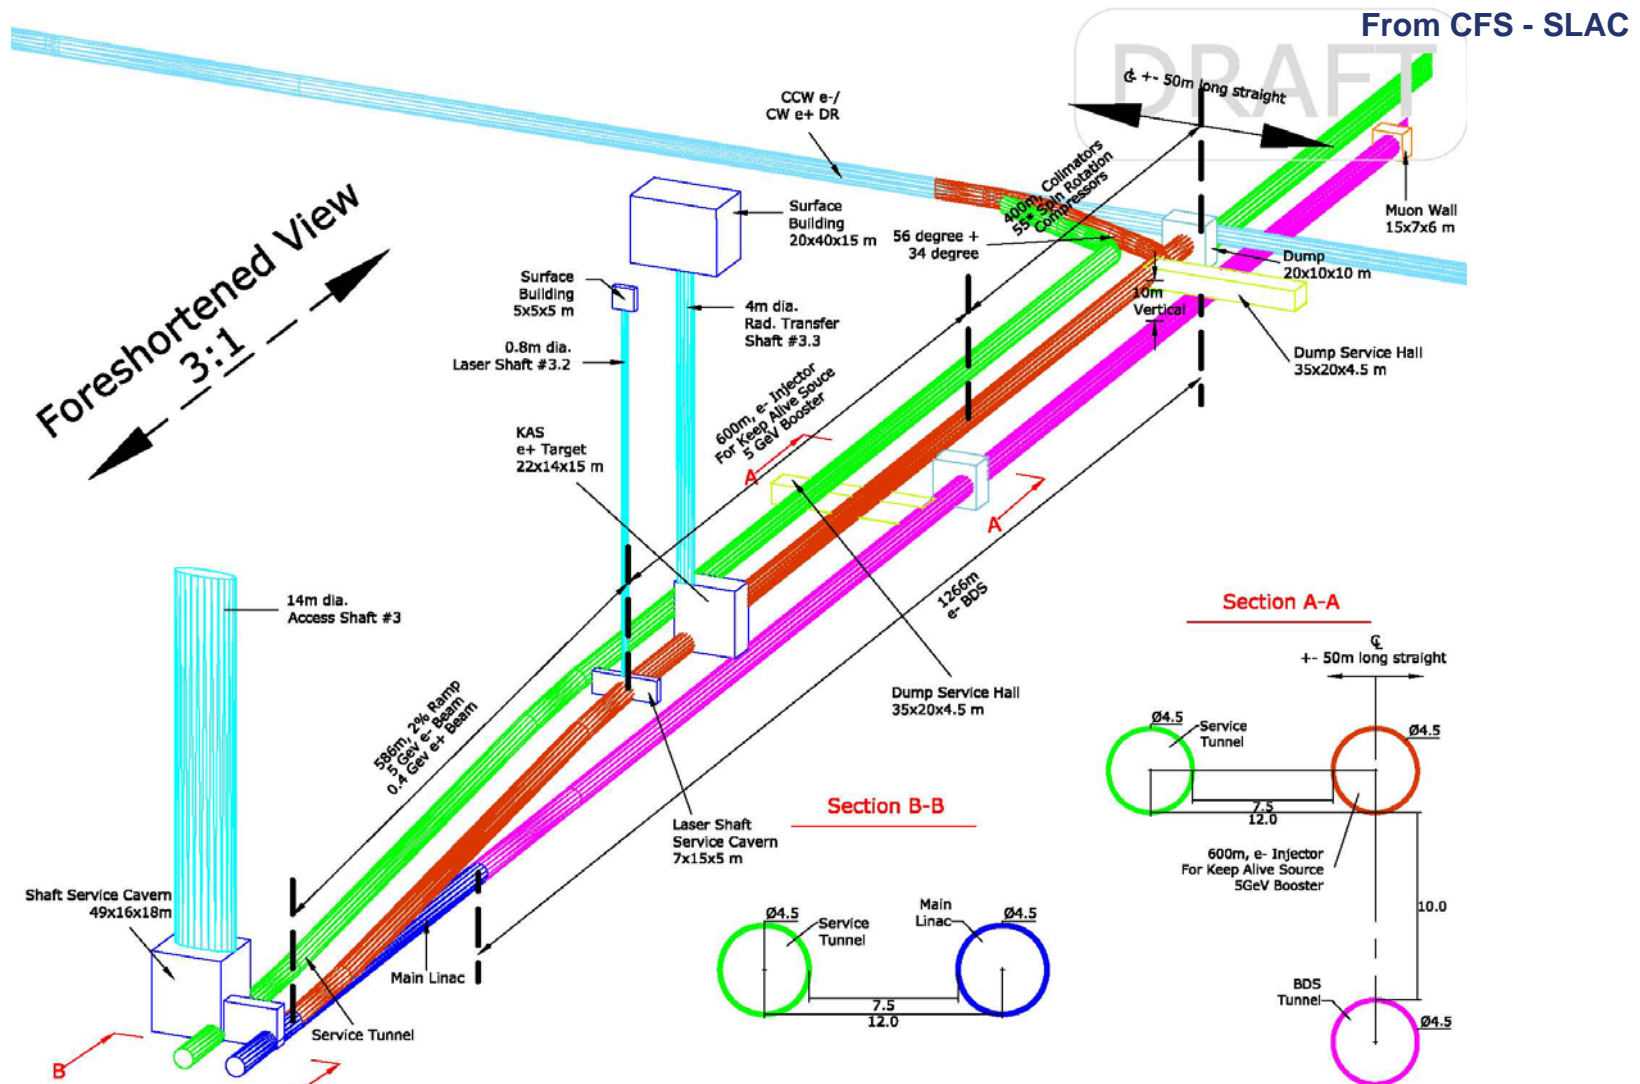 From CFS - SLAC
DRAFT
℄ +- 50m long straight
CCW e-/
CW e+ DR
400m, Colimators
55* Spin Rotation
Compressors
Surface
Building
20x40x15 m
56 degree +
34 degree
Muon Wall
15x7x6 m
Dump
20x10x10 m
Foreshortened View
3:1
Surface
Building
5x5x5 m
4m dia.
Rad. Transfer
Shaft #3.3
10m
Vertical
0.8m dia.
Laser Shaft #3.2
Dump Service Hall
35x20x4.5 m
600m, e- Injector
For Keep Alive Souce
5 GeV Booster
KAS
e+ Target
22x14x15 m
A
A
1266m
e- BDS
14m dia.
Access Shaft #3
Section A-A
℄
+- 50m long straight
Dump Service Hall
35x20x4.5 m
586m, 2% Ramp
5 Gev e- Beam
0.4 Gev e+ Beam
Ø4.5
Service
Tunnel
Ø4.5
7.5
12.0
Section B-B
Laser Shaft
Service Cavern
7x15x5 m
600m, e- Injector
For Keep Alive Source
5GeV Booster
Shaft Service Cavern
49x16x18m
10.0
Ø4.5
Service
Tunnel
Main
Linac
Ø4.5
Main Linac
7.5
12.0
BDS
Tunnel
Ø4.5
Service Tunnel
B